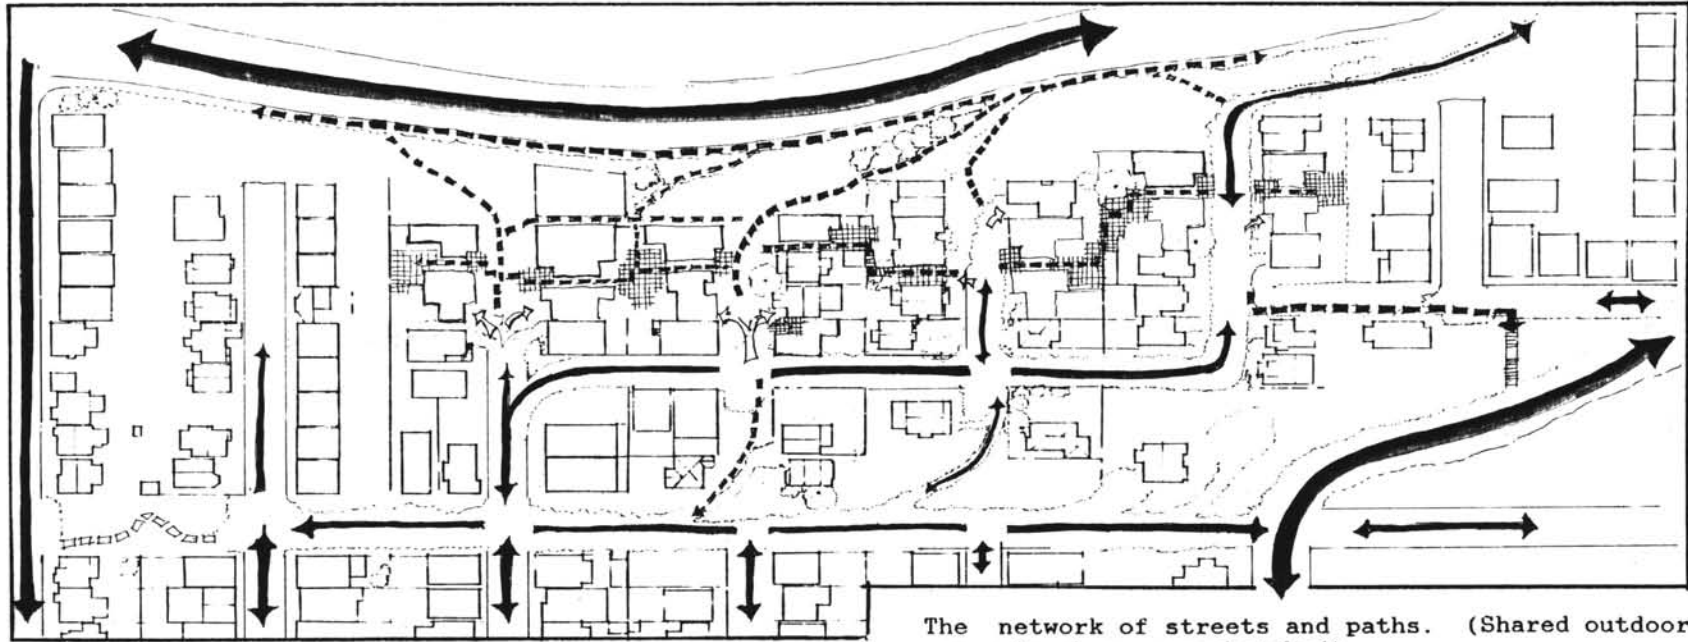 The network of streets and paths. (Shared outdoor